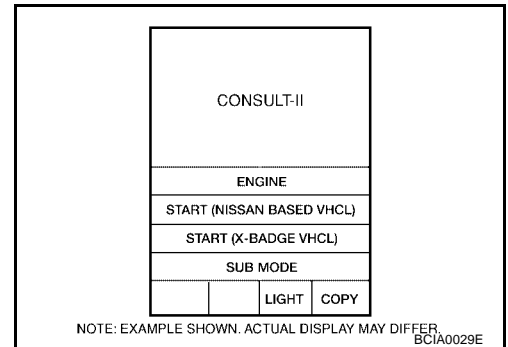 CONSULT-II
ENGINE
START (NISSAN BASED VHCL)
START (X-BADGE VHCL)
SUB MODE
LIGHT COPY
NOTE: EXAMPLE SHOWN. ACTUAL DISPLAY MAY DIFFER.
BCIA0029E